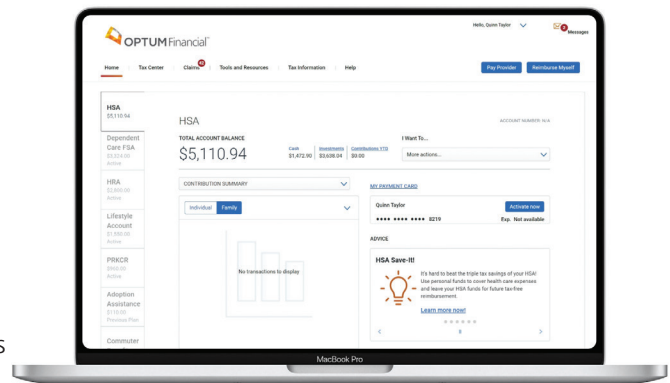 OPTUM Financial
Hello, Quinn Taylor
Messages
Home Tax Center Claims Tools and Resources Tax Information Help
Pay Provider Reimburse Myself
HSA
$5,110.94
Dependent
Care FSA
Active
HRA
Active
Lifestyle
Account
Active
PRKCR
Active
Adoption
Assistance
Previous Plan
Commuter
HSA
ACCOUNT NUMBER: N/A
TOTAL ACCOUNT BALANCE
$5,110.94
Cash Investments Contributions YTD
$1,472.90 $3,638.04 $0.00
I Want To...
More actions...
CONTRIBUTION SUMMARY
Individual Family
No transactions to display
MY PAYMENT CARD
Quinn Taylor
Activate now
•••• •••• •••• 8219 Exp. Not available
ADVICE
HSA Save-It!
It's hard to beat the triple tax savings of your HSA!
Use personal funds to cover health care expenses
and leave your HSA funds for future tax-free
reimbursement.
Learn more now!
MacBook Pro
s